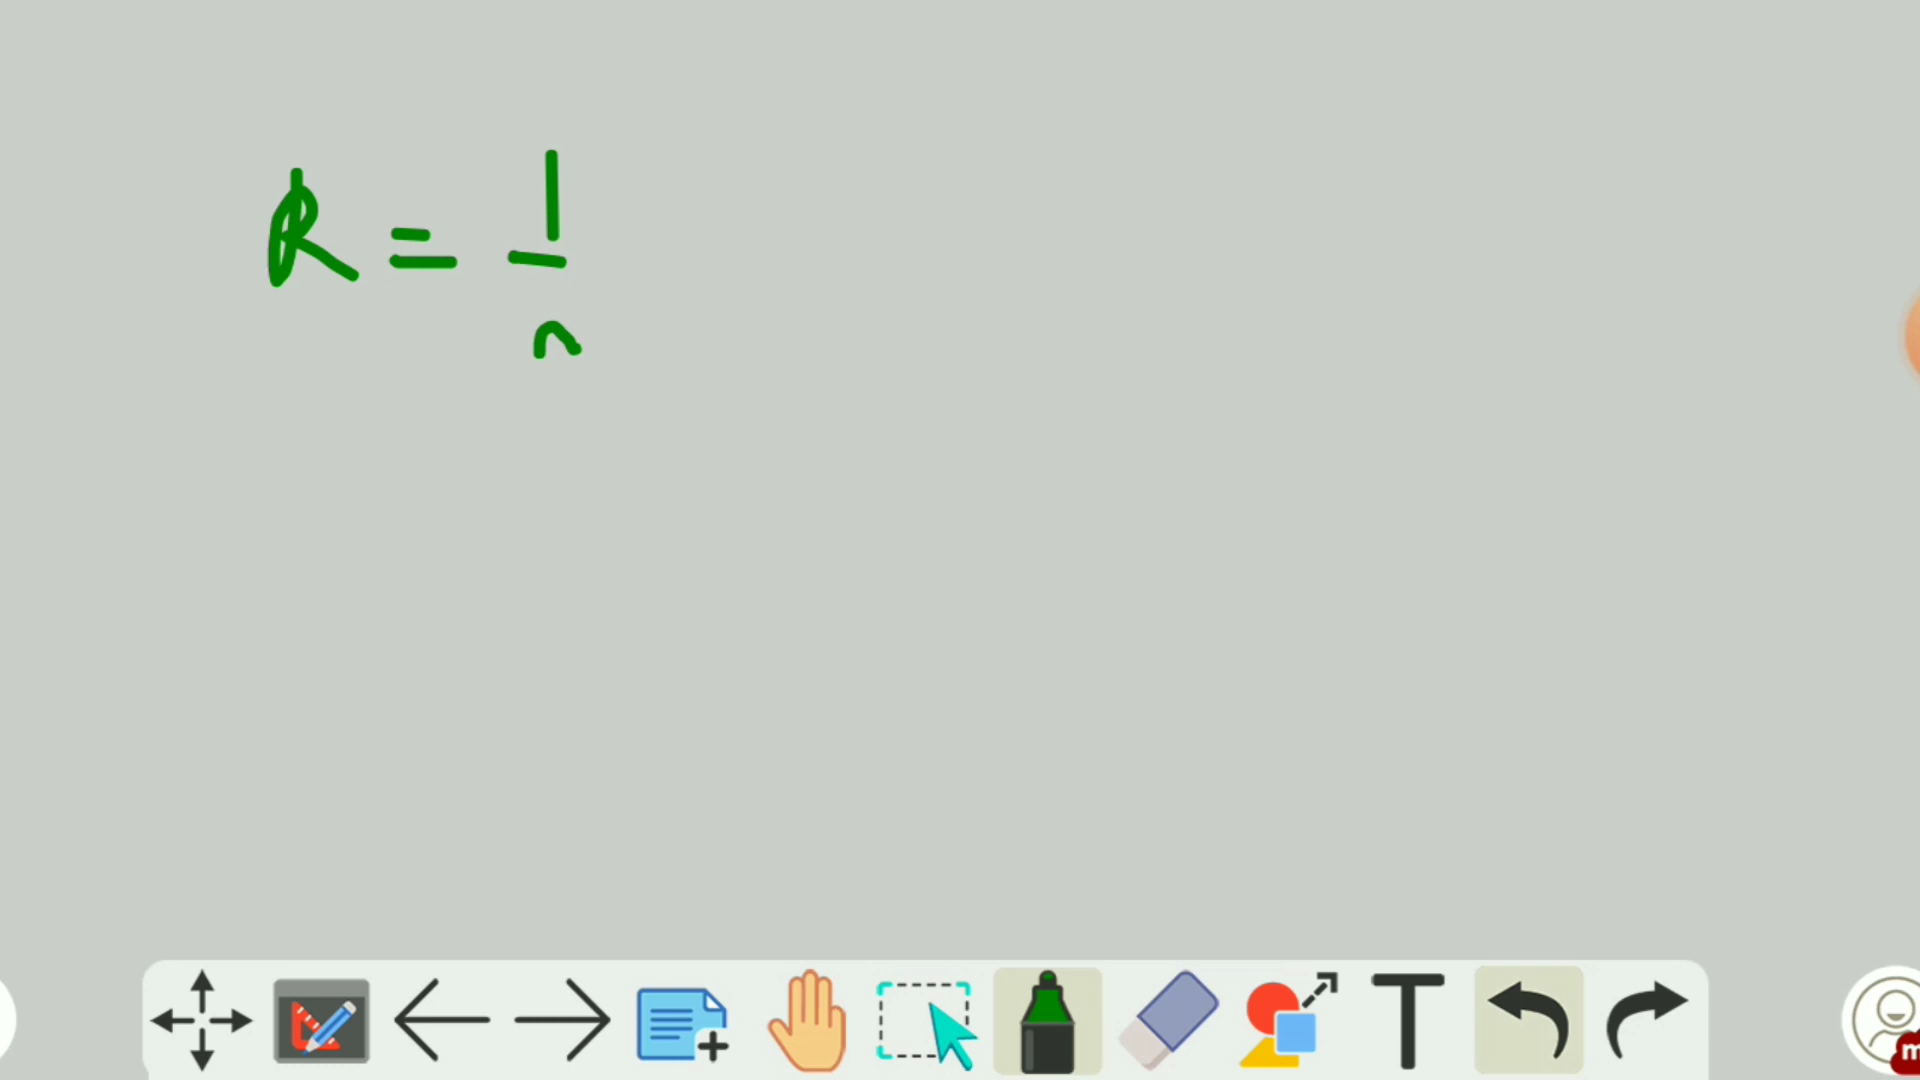 R = 1/n